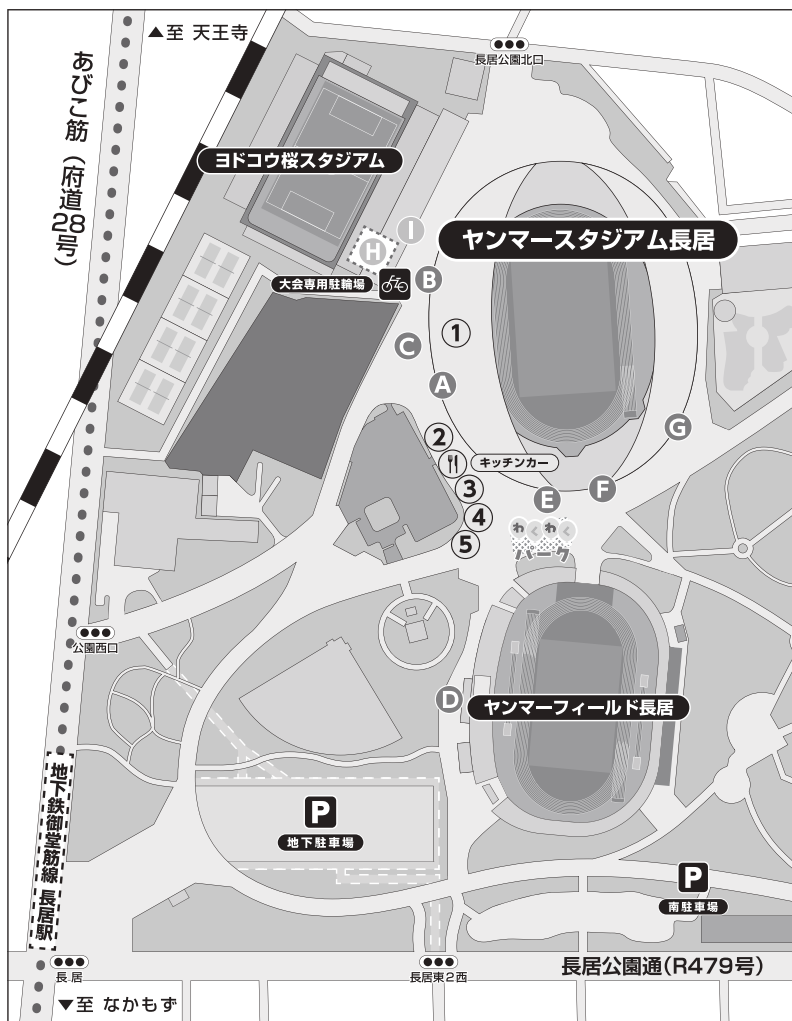 ▲至 天王寺
長居公園北口
あびこ筋（府道28号）
ヨドコウ桜スタジアム
I
H
ヤンマースタジアム長居
大会専用駐輪場
B
1
C
A
G
2
キッチンカー
3
F
E
4
わくわく
パーク
5
公園西口
D
ヤンマーフィールド長居
地下鉄御堂筋線 長居駅
P
地下駐車場
P
南駐車場
長居
長居東2西
長居公園通(R479号)
▼至 なかもず